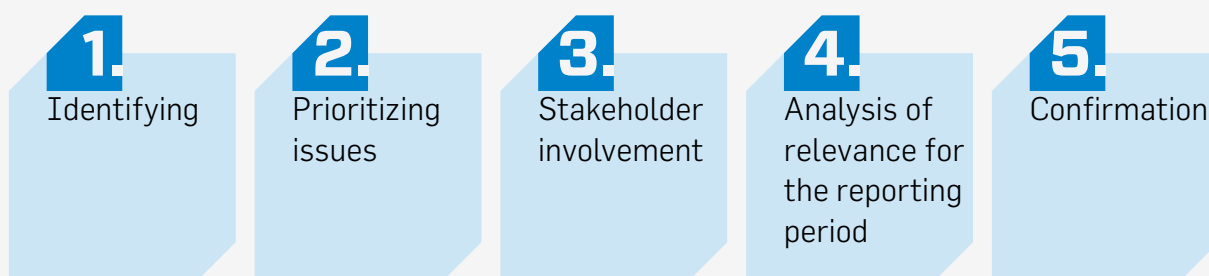 1.
Identifying
2.
Prioritizing
issues
3.
Stakeholder
involvement
4.
Analysis of
relevance for
the reporting
period
5.
Confirmation